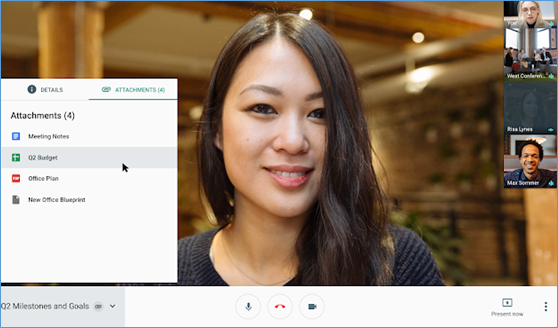 DETAILS
ATTACHMENTS (4)
Attachments (4)
Meeting Notes
Q2 Budget
Office Plan
New Office Blueprint
West Conferen...
Risa Lynes
Max Sommer
Q2 Milestones and Goals
Present now